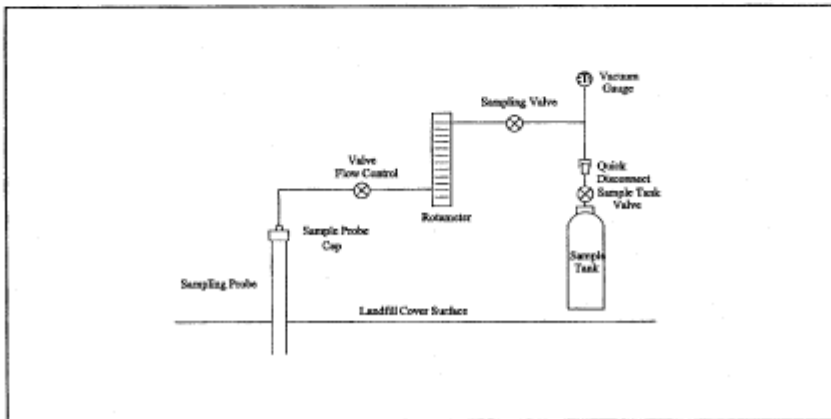 Vacuum
Gauge
Sampling Valve
Valve
Flow Control
Quick
Disconnect
Sample Tank
Valve
Rotameter
Sample Probe
Cap
Sample
Tank
Sampling Probe
Landfill Cover Surface